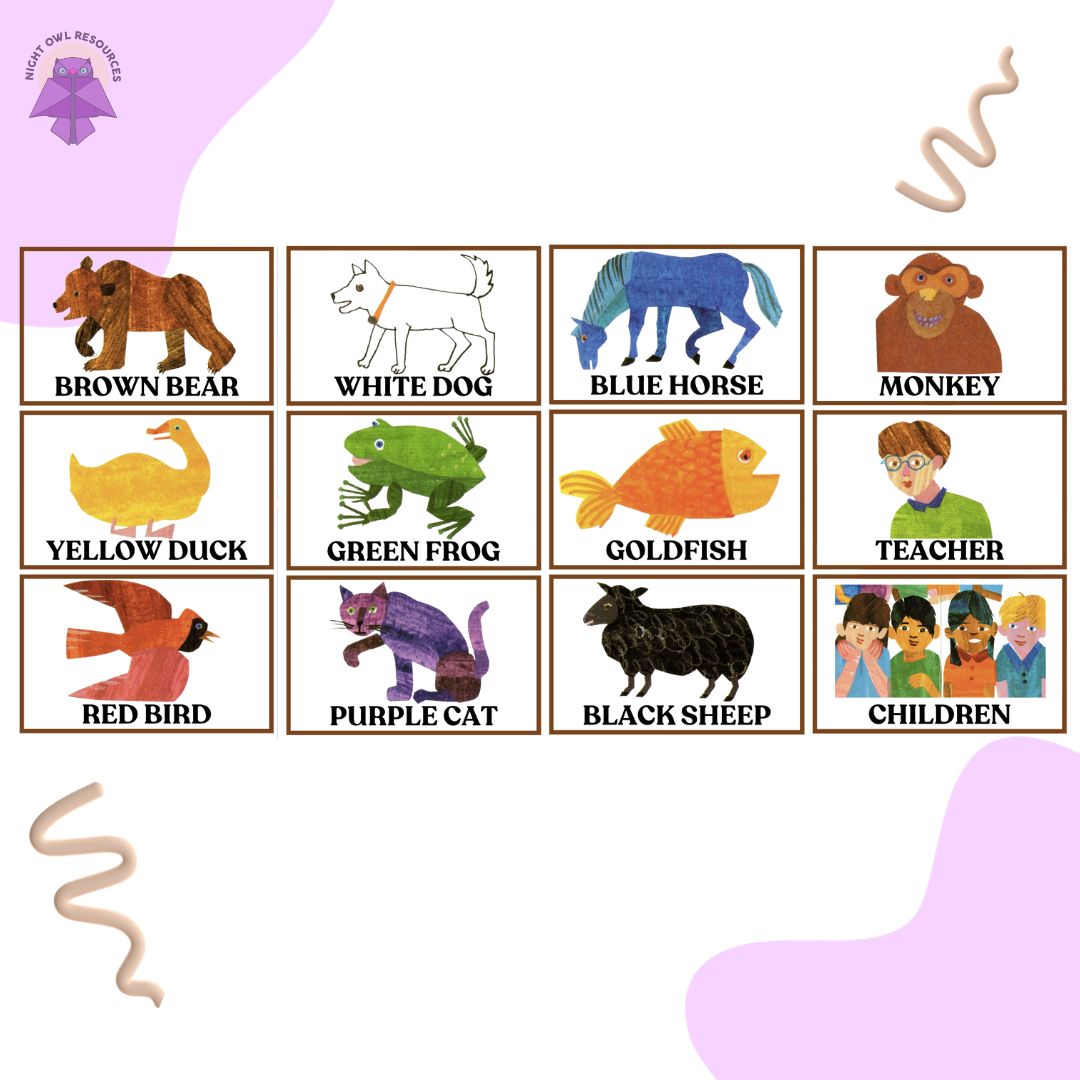 NIGHT OWL RESOURCES
BROWN BEAR
WHITE DOG
BLUE HORSE
MONKEY
YELLOW DUCK
GREEN FROG
GOLDFISH
TEACHER
RED BIRD
PURPLE CAT
BLACK SHEEP
CHILDREN